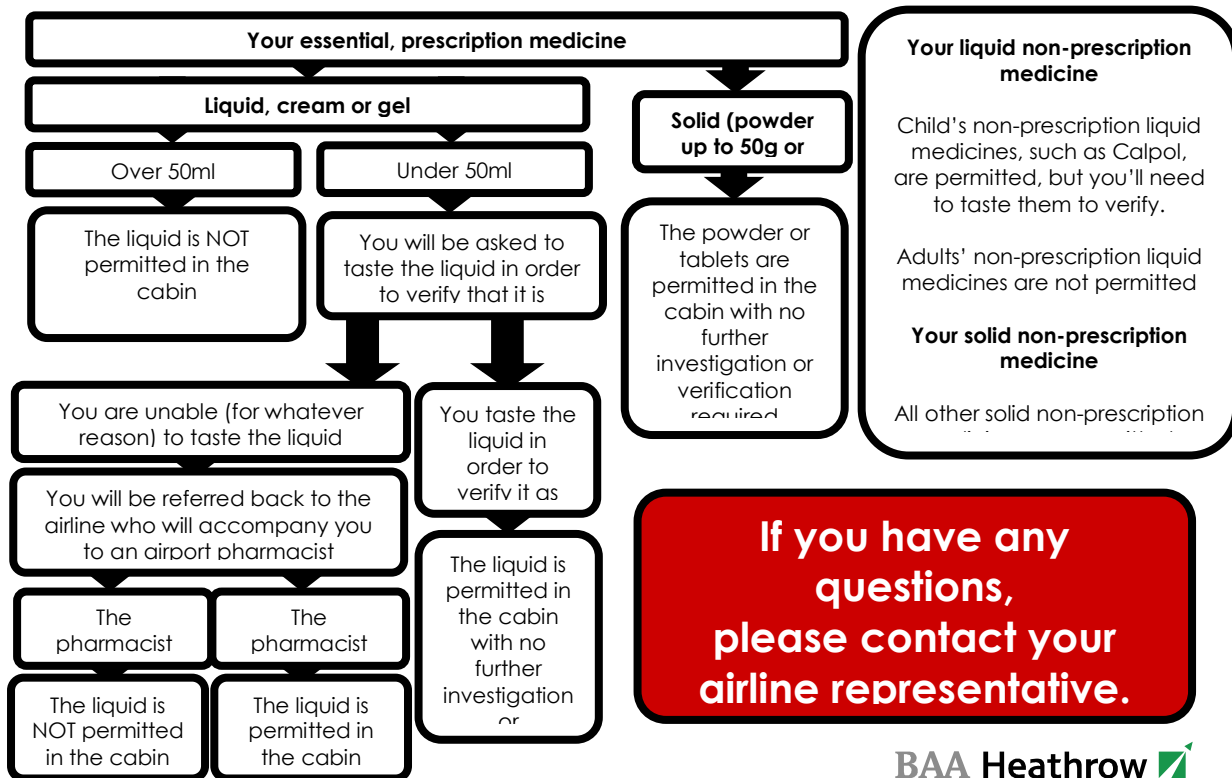 Your essential, prescription medicine
Liquid, cream or gel
Over 50ml
The liquid is NOT
permitted in the
cabin
Under 50ml
You will be asked to
taste the liquid in order
to verify that it is
You are unable (for whatever
reason) to taste the liquid
You will be referred back to the
airline who will accompany you
to an airport pharmacist
The
pharmacist
The liquid is
NOT permitted
in the cabin
The
pharmacist
The liquid is
permitted in
the cabin
You taste the
liquid in
order to
verify it as
The liquid is
permitted in
the cabin
with no
further
investigation
or
Solid (powder
up to 50g or
The powder or
tablets are
permitted in the
cabin with no
further
investigation or
verification
required
Your liquid non-prescription
medicine
Child's non-prescription liquid
medicines, such as Calpol,
are permitted, but you'll need
to taste them to verify.
Adults' non-prescription liquid
medicines are not permitted
Your solid non-prescription
medicine
All other solid non-prescription
If you have any
questions,
please contact your
airline representative.
BAA Heathrow